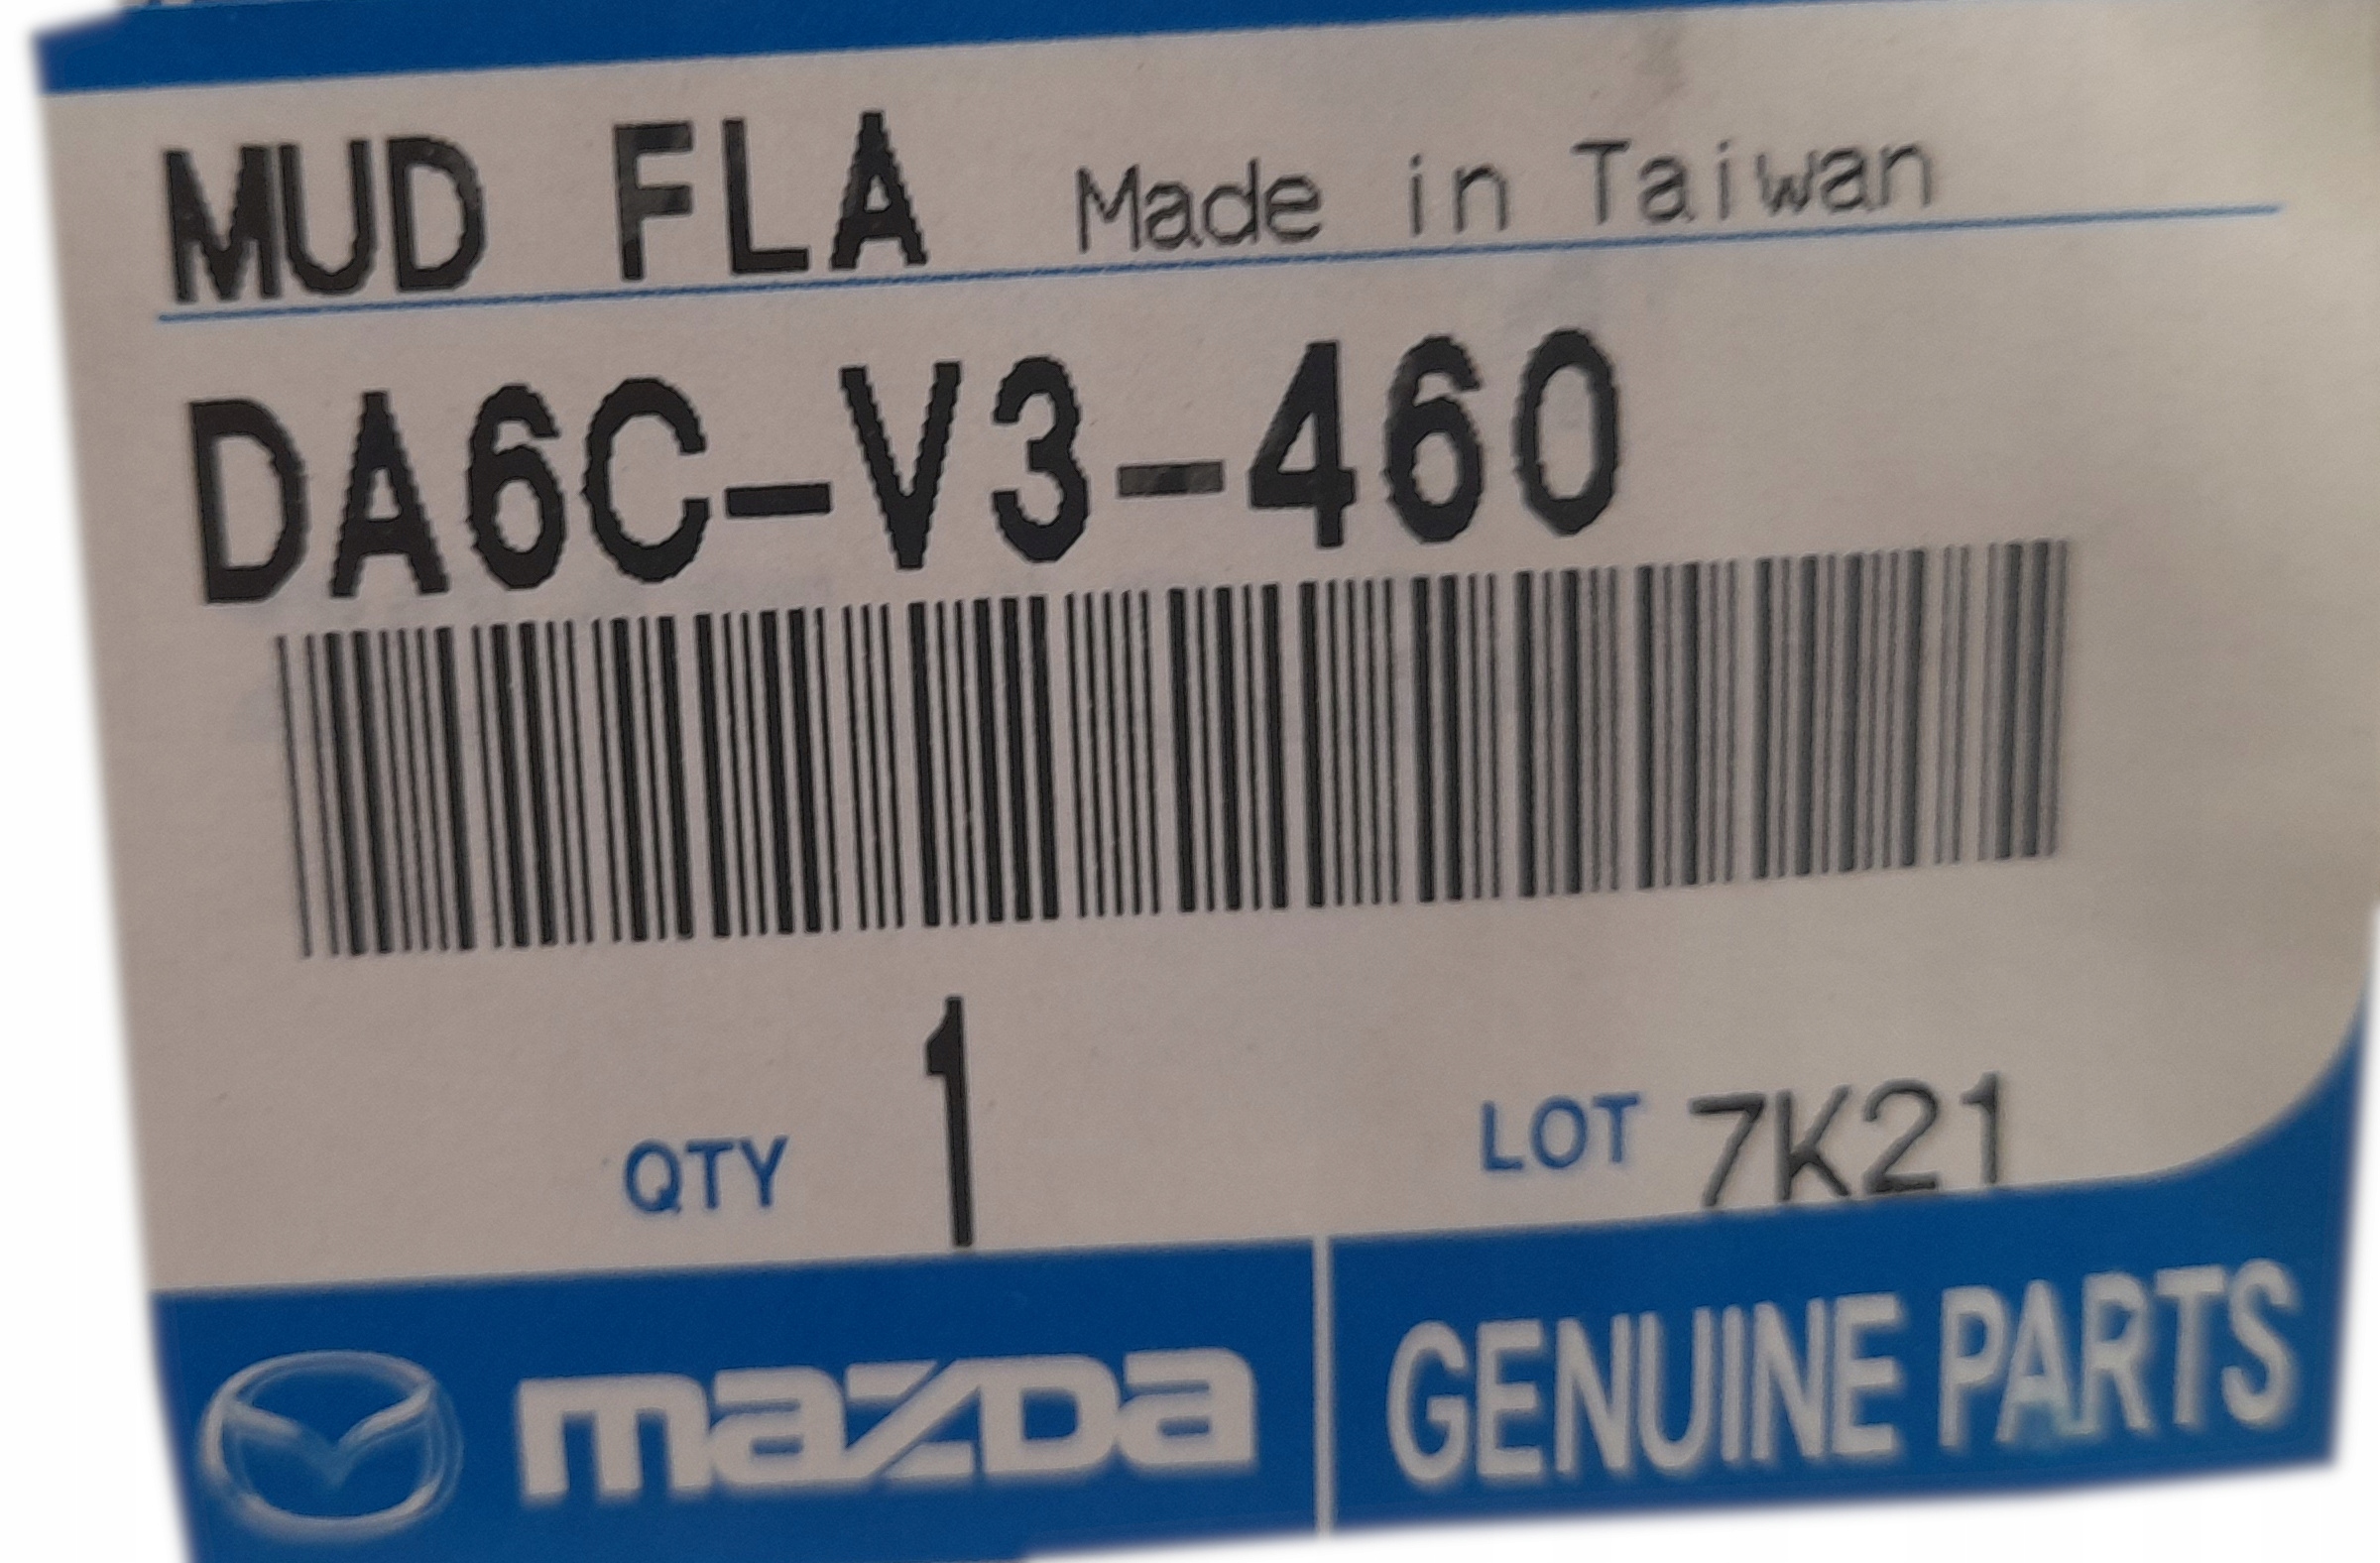 MUD FLA Made in Taiwan
DA6C-V3-460
QTY 1 LOT 7K21
mazda GENUINE PARTS